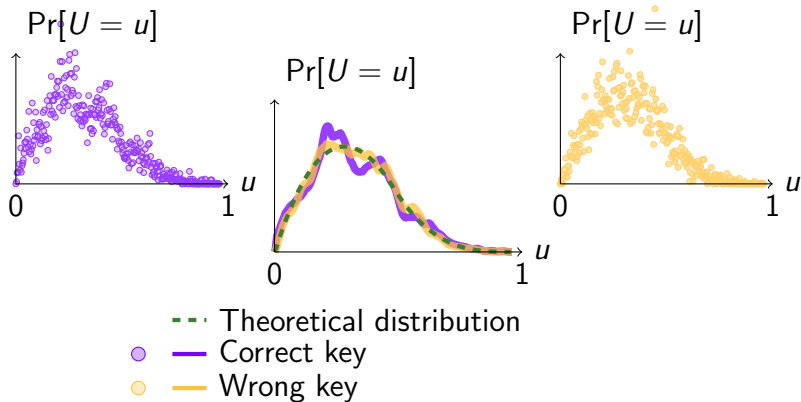 Pr[U = u]
u
0
1
Pr[U = u]
u
0
1
Pr[U = u]
u
0
1
Theoretical distribution
Correct key
Wrong key